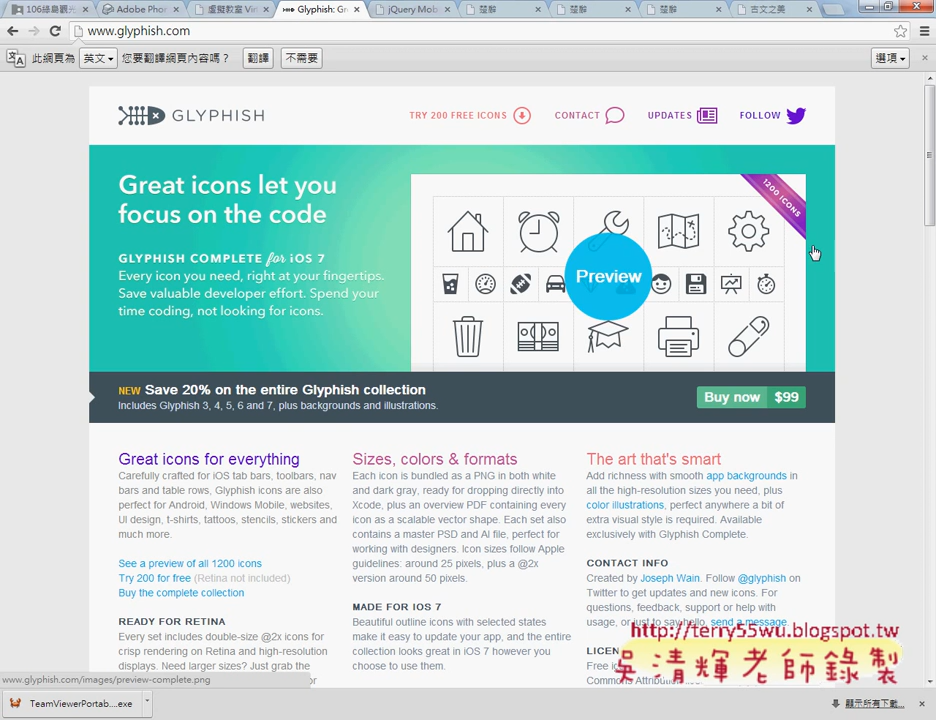 106綠島觀光
Adobe Phon
虛擬教室 Virt
Glyphish: Gr
jQuery Mob
楚辭
楚辭
楚辭
古文之美
www.glyphish.com
此網頁為 英文 您要翻譯網頁內容嗎？ 翻譯 不需要 選項
GLYPHISH
TRY 200 FREE ICONS
CONTACT
UPDATES
FOLLOW
Great icons let you
focus on the code
GLYPHISH COMPLETE for iOS 7
Every icon you need, right at your fingertips.
Save valuable developer effort. Spend your
time coding, not looking for icons.
1200 ICONS
Preview
NEW Save 20% on the entire Glyphish collection
Includes Glyphish 3, 4, 5, 6 and 7, plus backgrounds and illustrations.
Buy now $99
Great icons for everything
Carefully crafted for iOS tab bars, toolbars, nav
bars and table rows, Glyphish icons are also
perfect for Android, Windows Mobile, websites,
UI design, t-shirts, tattoos, stencils, stickers and
much more.
See a preview of all 1200 icons
Try 200 for free (Retina not included)
Buy the complete collection
READY FOR RETINA
Every set includes double-size @2x icons for
crisp rendering on Retina and high-resolution
displays. Need larger sizes? Just grab the
Sizes, colors & formats
Each icon is bundled as a PNG in both white
and dark gray, ready for dropping directly into
Xcode, plus an overview PDF containing every
icon as a scalable vector shape. Each set also
contains a master PSD and AI file, perfect for
working with designers. Icon sizes follow Apple
guidelines: around 25 pixels, plus a @2x
version around 50 pixels.
MADE FOR IOS 7
Beautiful outline icons with selected states
make it easy to update your app, and the entire
collection looks great in iOS 7 however you
choose to use them.
The art that's smart
Add richness with smooth app backgrounds in
all the high-resolution sizes you need, plus
color illustrations, perfect anywhere a bit of
extra visual style is required. Available
exclusively with Glyphish Complete.
CONTACT INFO
Created by Joseph Wain. Follow @glyphish on
Twitter to get updates and new icons. For
questions, feedback, support or help with
usage, or just to say hello, send a message.
LICEN
Free ic
Commons Attribution
http://terry55wu.blogspot.tw
吳清輝老師錄製
www.glyphish.com/images/preview-complete.png
TeamViewerPortab...exe
顯示所有下載...